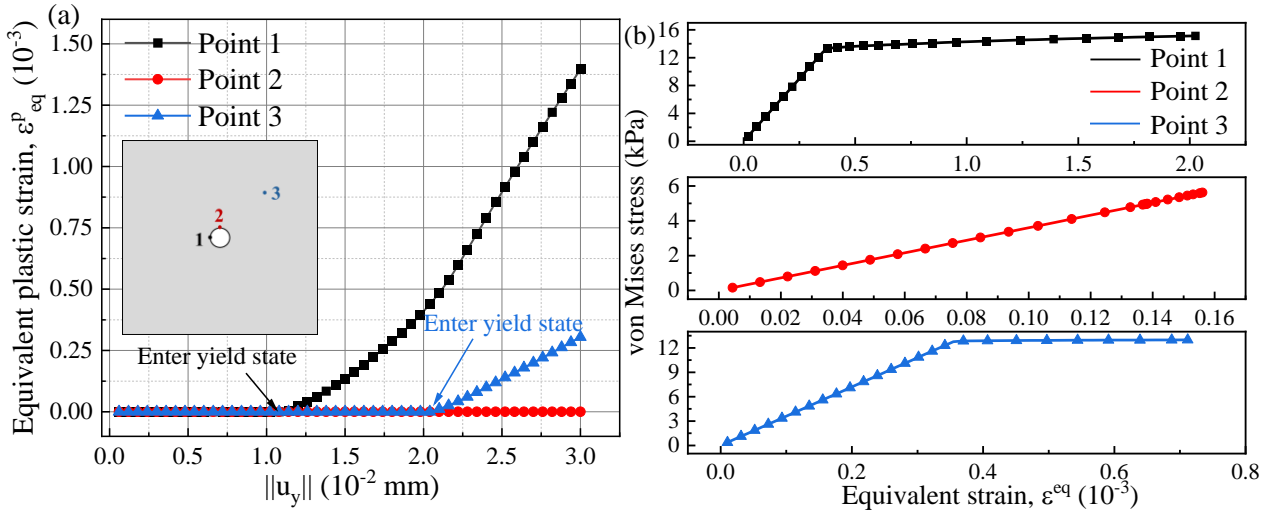 (a)
Equivalent plastic strain, ε^p_eq (10^-3)
1.50
1.25
1.00
0.75
0.50
0.25
0.00
Point 1
Point 2
Point 3
3
2
1
Enter yield state
Enter yield state
0.0 0.5 1.0 1.5 2.0 2.5 3.0
||u_y|| (10^-2 mm)
(b)
von Mises stress (kPa)
16
12
8
4
0
Point 1
Point 2
Point 3
0.0 0.5 1.0 1.5 2.0
6
4
2
0
0.00 0.02 0.04 0.06 0.08 0.10 0.12 0.14 0.16
12
9
6
3
0
0.0 0.2 0.4 0.6 0.8
Equivalent strain, ε^eq (10^-3)